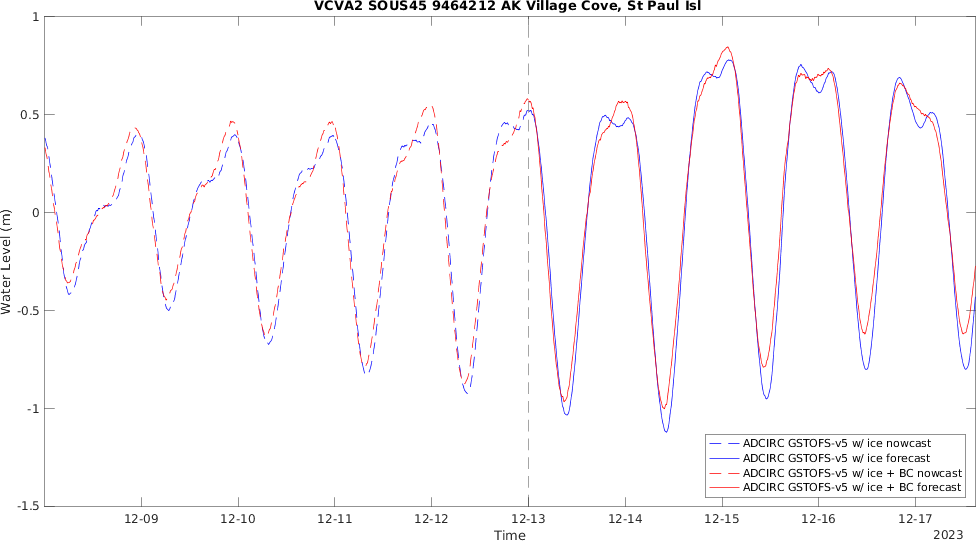 VCVA2 SOUS45 9464212 AK Village Cove, St Paul Isl
1
0.5
0
-0.5
-1
-1.5
Water Level (m)
ADCIRC GSTOFS-v5 w/ ice nowcast
ADCIRC GSTOFS-v5 w/ ice forecast
ADCIRC GSTOFS-v5 w/ ice + BC nowcast
ADCIRC GSTOFS-v5 w/ ice + BC forecast
12-09 12-10 12-11 12-12 12-13 12-14 12-15 12-16 12-17
Time
2023